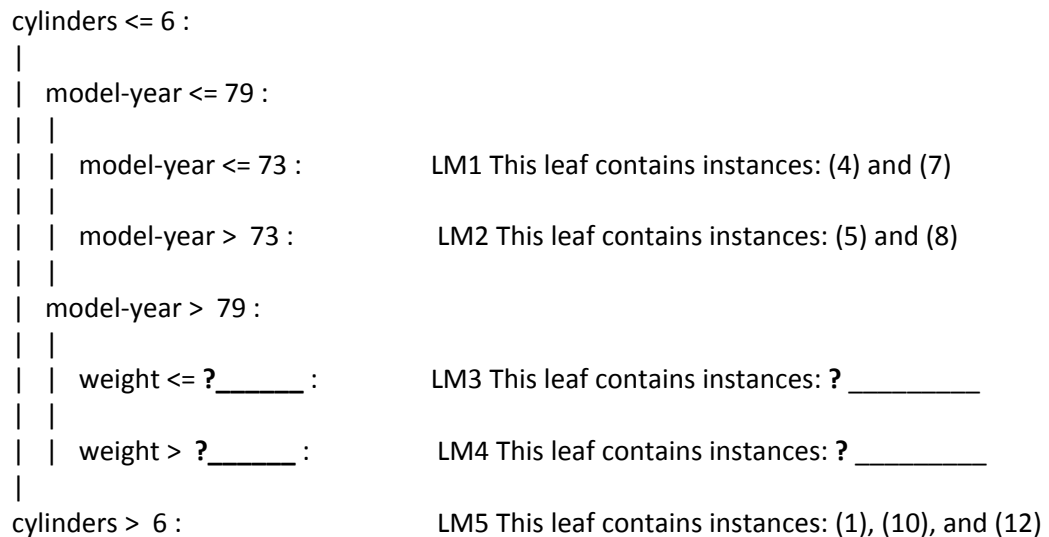 cylinders <= 6 :
|
| model-year <= 79 :
| |
| | model-year <= 73 : LM1 This leaf contains instances: (4) and (7)
| |
| | model-year > 73 : LM2 This leaf contains instances: (5) and (8)
| |
| model-year > 79 :
| |
| | weight <= ?______ : LM3 This leaf contains instances: ? _________
| |
| | weight > ?______ : LM4 This leaf contains instances: ? _________
|
cylinders > 6 : LM5 This leaf contains instances: (1), (10), and (12)